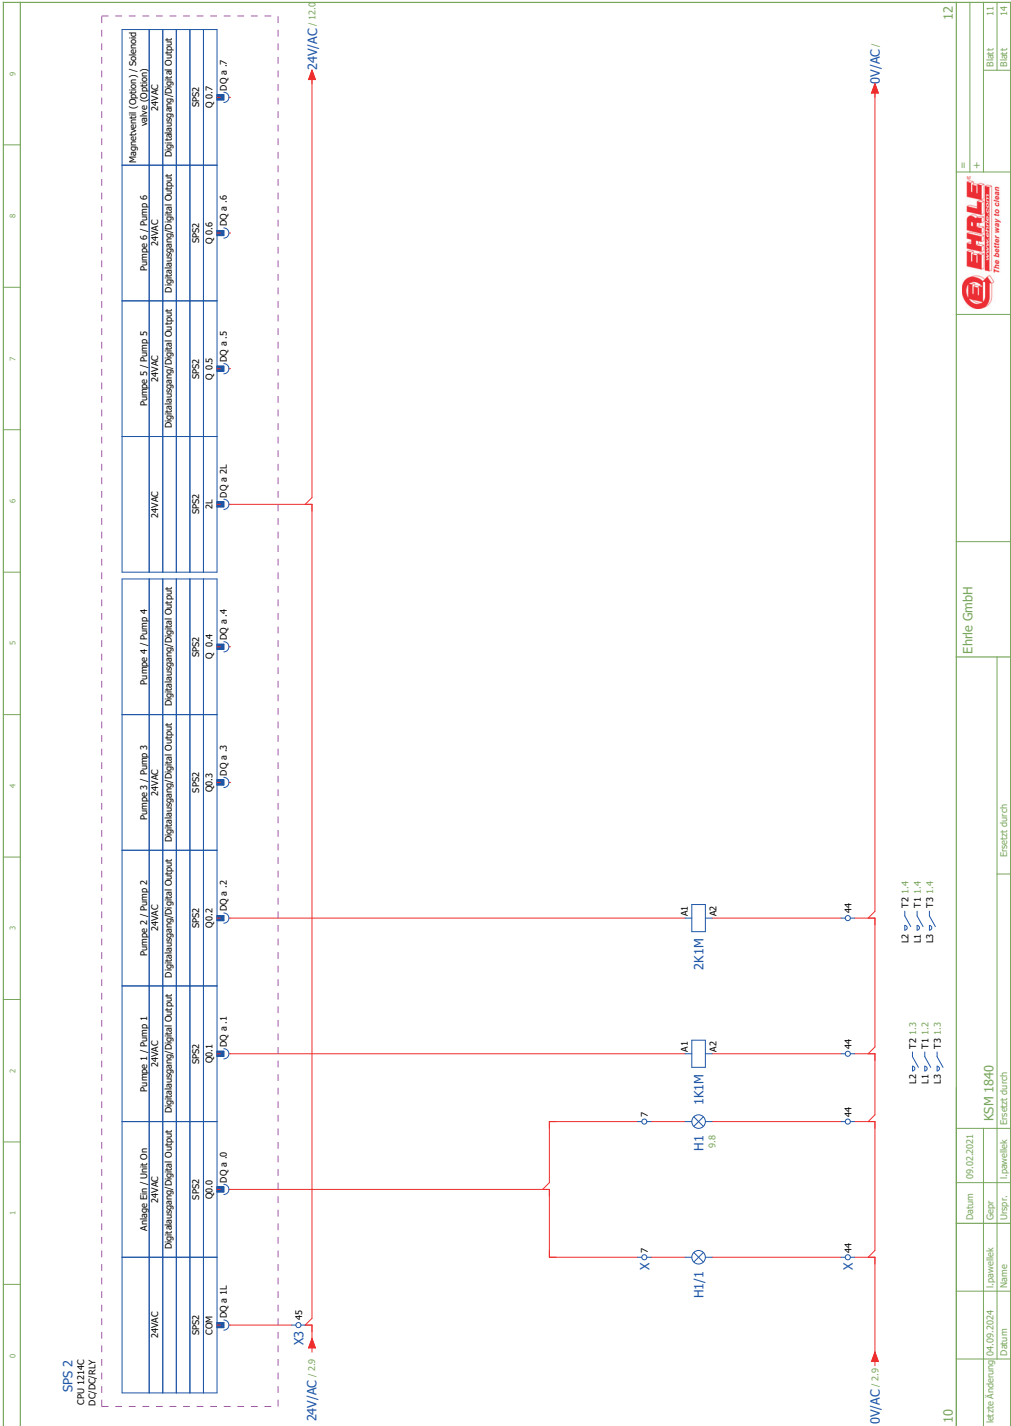 0 1 2 3 4 5 6 7 8 9
SPS 2
CPU 1214C
DC/DC/RLY
24VAC
SPS2
COM
DQ a 1L
Anlage Ein / Unit On
24VAC
Digitalausgang/Digital Output
SPS2
Q0.0
DQ a .0
Pumpe 1 / Pump 1
24VAC
Digitalausgang/Digital Output
SPS2
Q0.1
DQ a .1
Pumpe 2 / Pump 2
24VAC
Digitalausgang/Digital Output
SPS2
Q0.2
DQ a .2
Pumpe 3 / Pump 3
24VAC
Digitalausgang/Digital Output
SPS2
Q0.3
DQ a .3
Pumpe 4 / Pump 4
Digitalausgang/Digital Output
SPS2
Q 0.4
DQ a .4
24VAC
SPS2
2L
DQ a 2L
Pumpe 5 / Pump 5
24VAC
Digitalausgang/Digital Output
SPS2
Q 0.5
DQ a .5
Pumpe 6 / Pump 6
24VAC
Digitalausgang/Digital Output
SPS2
Q 0.6
DQ a .6
Magnetventil (Option) / Solenoid
valve (Option)
24VAC
Digitalausgang/Digital Output
SPS2
Q 0.7
DQ a .7
X3 45
24V/AC / 2.9
24V/AC / 12.0
X 7
7
H1/1
H1
9.8
1K1M A1 A2
2K1M A1 A2
X 44
44
44
44
0V/AC / 2.9
0V/AC /
L2 T2 1.3
L1 T1 1.2
L3 T3 1.3
L2 T2 1.4
L1 T1 1.4
L3 T3 1.4
10
12
letzte Änderung 04.09.2024 I.pawellek
Datum Name
Datum 09.02.2021
Gepr
Urspr. I.pawellek
KSM 1840
Ersetzt durch
Ersetzt durch
Ehrle GmbH
E EHRLE
www.ehrle.com
The better way to clean
=
+
Blatt 11
Blatt 14